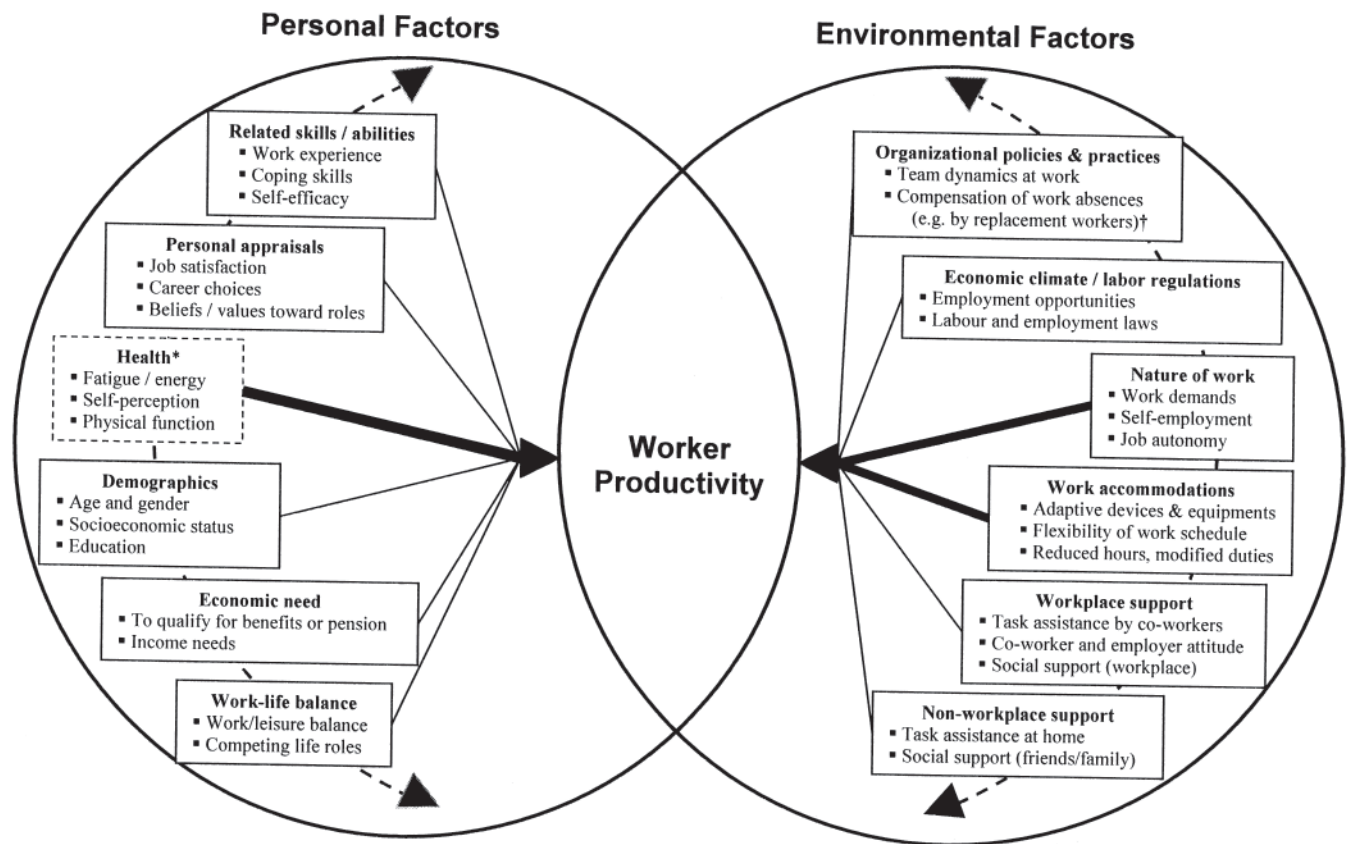 Personal Factors
Environmental Factors
Related skills / abilities
▪ Work experience
▪ Coping skills
▪ Self-efficacy
Personal appraisals
▪ Job satisfaction
▪ Career choices
▪ Beliefs / values toward roles
Health*
▪ Fatigue / energy
▪ Self-perception
▪ Physical function
Demographics
▪ Age and gender
▪ Socioeconomic status
▪ Education
Economic need
▪ To qualify for benefits or pension
▪ Income needs
Work-life balance
▪ Work/leisure balance
▪ Competing life roles
Worker
Productivity
Organizational policies & practices
▪ Team dynamics at work
▪ Compensation of work absences
(e.g. by replacement workers)†
Economic climate / labor regulations
▪ Employment opportunities
▪ Labour and employment laws
Nature of work
▪ Work demands
▪ Self-employment
▪ Job autonomy
Work accommodations
▪ Adaptive devices & equipments
▪ Flexibility of work schedule
▪ Reduced hours, modified duties
Workplace support
▪ Task assistance by co-workers
▪ Co-worker and employer attitude
▪ Social support (workplace)
Non-workplace support
▪ Task assistance at home
▪ Social support (friends/family)